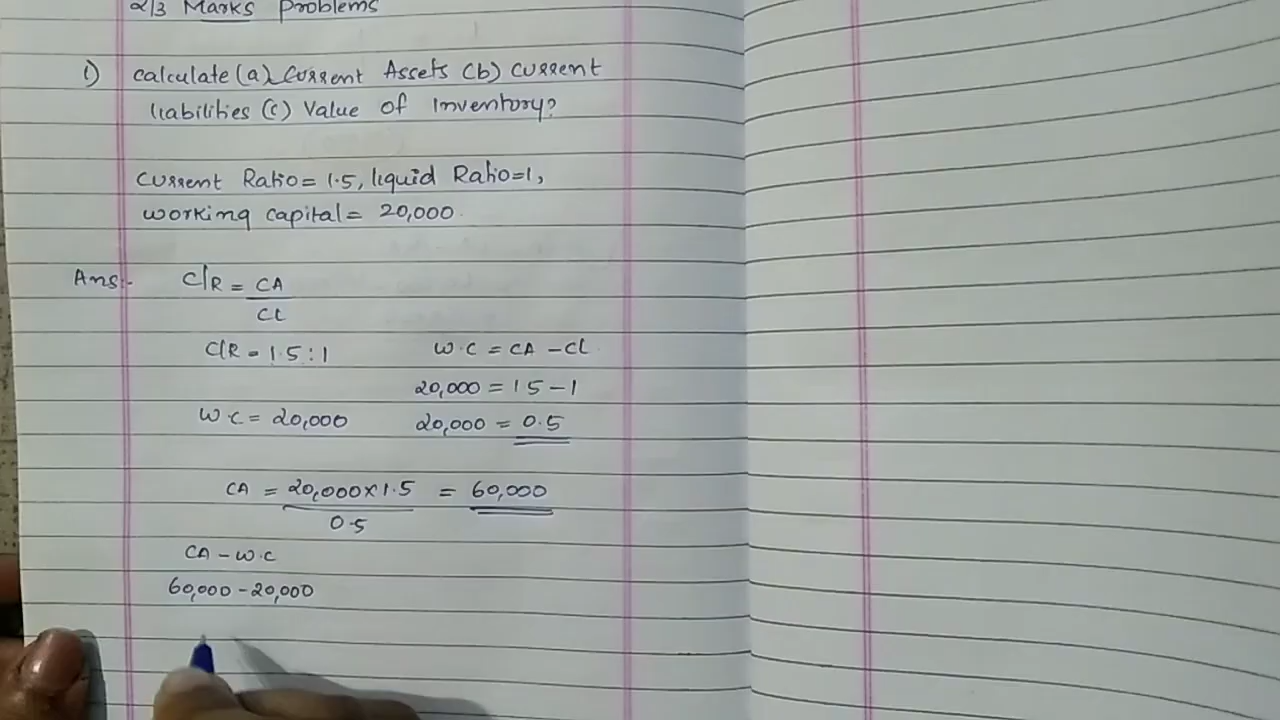 2/3 Marks Problems
1) calculate (a) Current Assets (b) Current
liabilities (c) Value of Inventory?
Current Ratio = 1.5, liquid Ratio=1,
working capital = 20,000.
Ans:- C/R = CA
CL
C/R = 1.5 : 1 W.C = CA - CL
20,000 = 1 5 - 1
W.C = 20,000 20,000 = 0.5
CA = 20,000 x 1.5 = 60,000
0.5
CA - W.C
60,000 - 20,000